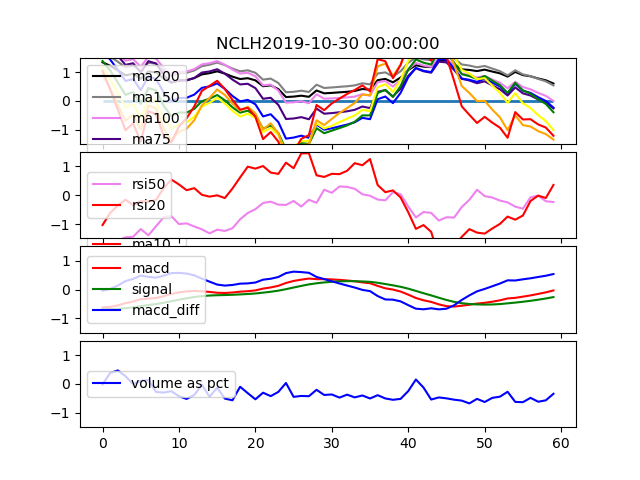 NCLH2019-10-30 00:00:00
1
0
−1
ma200
ma150
ma100
ma75
ma10
1
0
−1
rsi50
rsi20
1
0
−1
macd
signal
macd_diff
1
0
−1
volume as pct
0 10 20 30 40 50 60